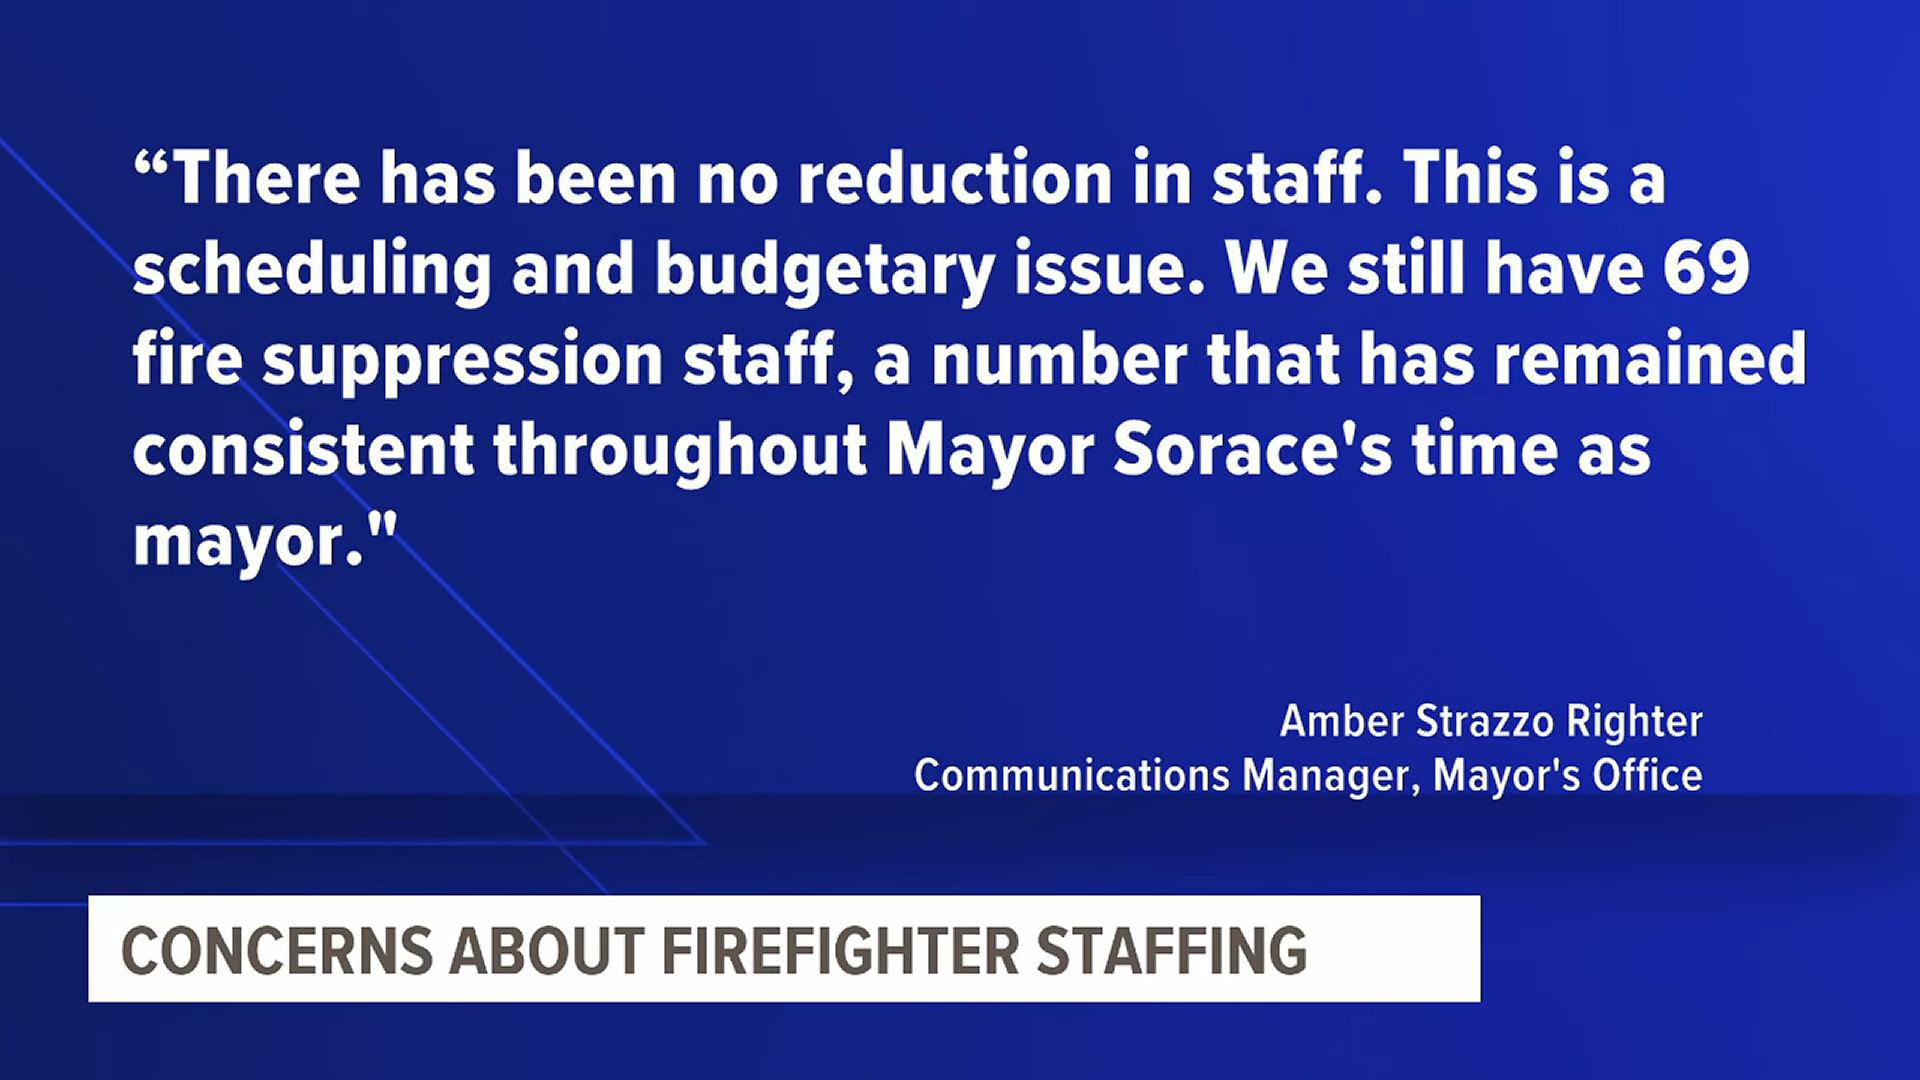 “There has been no reduction in staff. This is a
scheduling and budgetary issue. We still have 69
fire suppression staff, a number that has remained
consistent throughout Mayor Sorace's time as
mayor."
Amber Strazzo Righter
Communications Manager, Mayor's Office
CONCERNS ABOUT FIREFIGHTER STAFFING